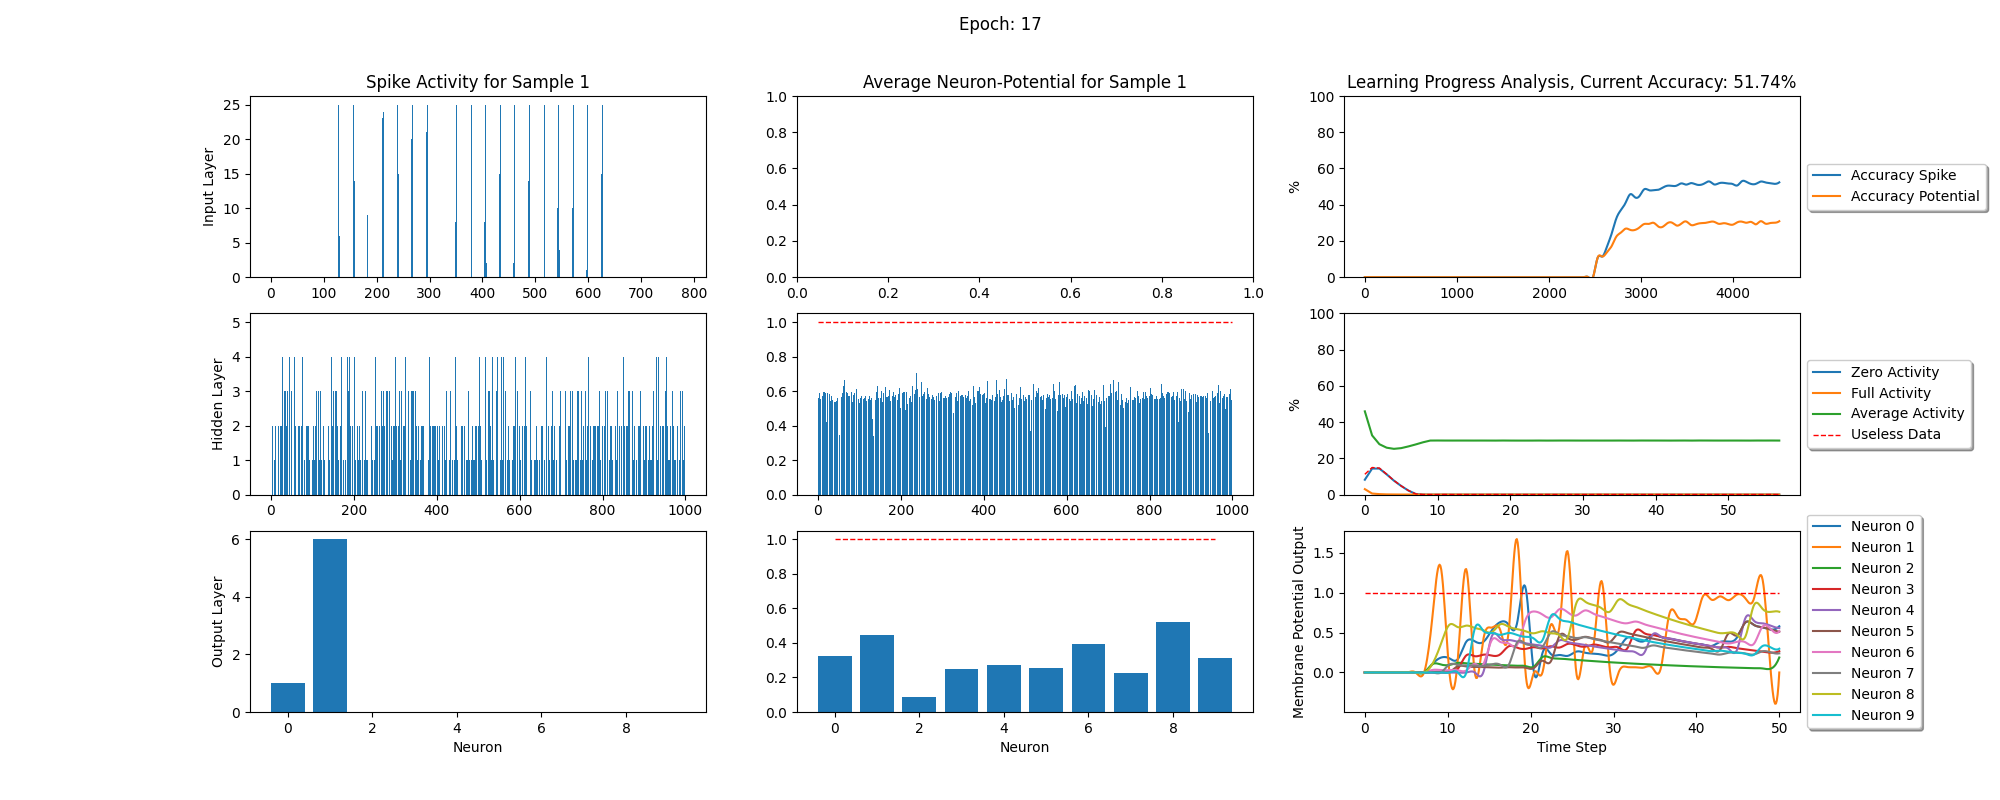 Epoch: 17
Spike Activity for Sample 1
Average Neuron-Potential for Sample 1
Learning Progress Analysis, Current Accuracy: 51.74%
Input Layer
25
20
15
10
5
0
0 100 200 300 400 500 600 700 800
1.0
0.8
0.6
0.4
0.2
0.0
0.0 0.2 0.4 0.6 0.8 1.0
%
100
80
60
40
20
0
0 1000 2000 3000 4000
Accuracy Spike
Accuracy Potential
Hidden Layer
5
4
3
2
1
0
0 200 400 600 800 1000
1.0
0.8
0.6
0.4
0.2
0.0
0 200 400 600 800 1000
%
100
80
60
40
20
0
0 10 20 30 40 50
Zero Activity
Full Activity
Average Activity
Useless Data
Output Layer
6
4
2
0
0 2 4 6 8
Neuron
1.0
0.8
0.6
0.4
0.2
0.0
0 2 4 6 8
Neuron
Membrane Potential Output
1.5
1.0
0.5
0.0
0 10 20 30 40 50
Time Step
Neuron 0
Neuron 1
Neuron 2
Neuron 3
Neuron 4
Neuron 5
Neuron 6
Neuron 7
Neuron 8
Neuron 9